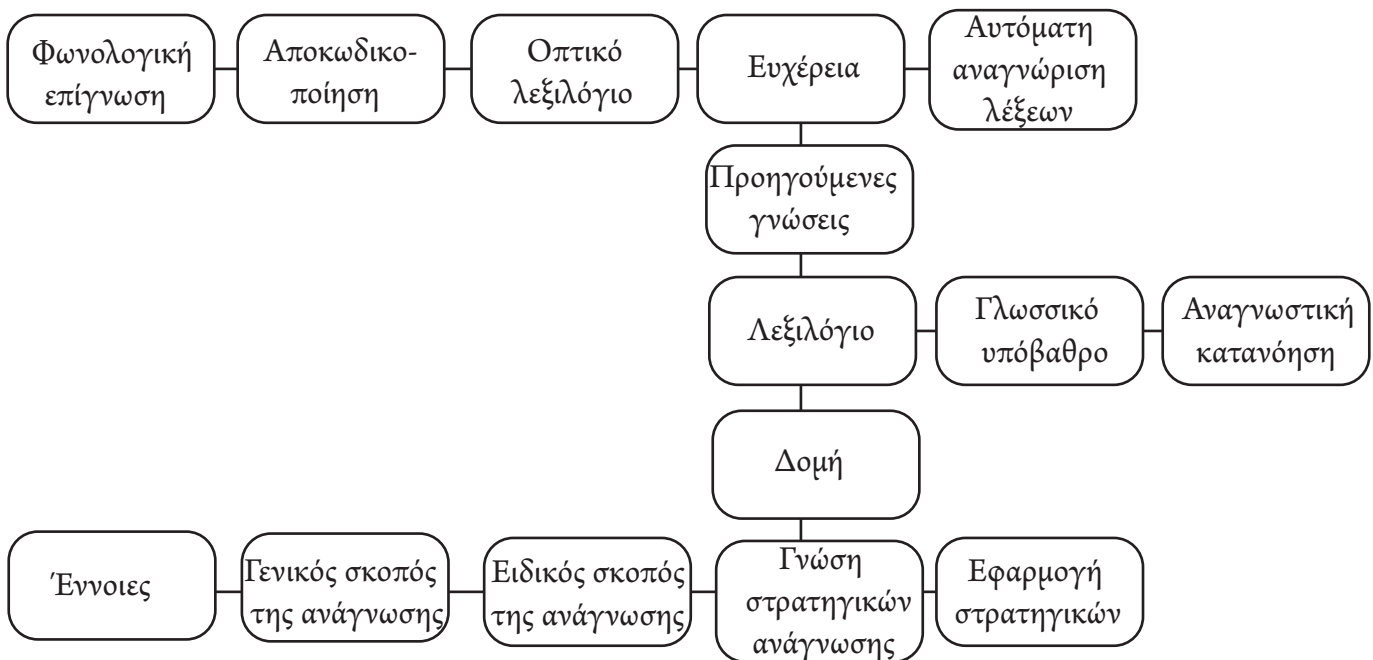 Φωνολογική
επίγνωση
Αποκωδικο-
ποίηση
Οπτικό
λεξιλόγιο
Ευχέρεια
Αυτόματη
αναγνώριση
λέξεων
Προηγούμενες
γνώσεις
Λεξιλόγιο
Γλωσσικό
υπόβαθρο
Αναγνωστική
κατανόηση
Δομή
Έννοιες
Γενικός σκοπός
της ανάγνωσης
Ειδικός σκοπός
της ανάγνωσης
Γνώση
στρατηγικών
ανάγνωσης
Εφαρμογή
στρατηγικών